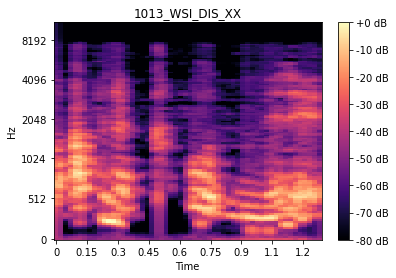 1013_WSI_DIS_XX
+0 dB
8192
-10 dB
4096
-20 dB
-30 dB
2048
Hz
-40 dB
1024
-50 dB
512
-60 dB
-70 dB
0
-80 dB
0 0.15 0.3 0.45 0.6 0.75 0.9 1.1 1.2
Time